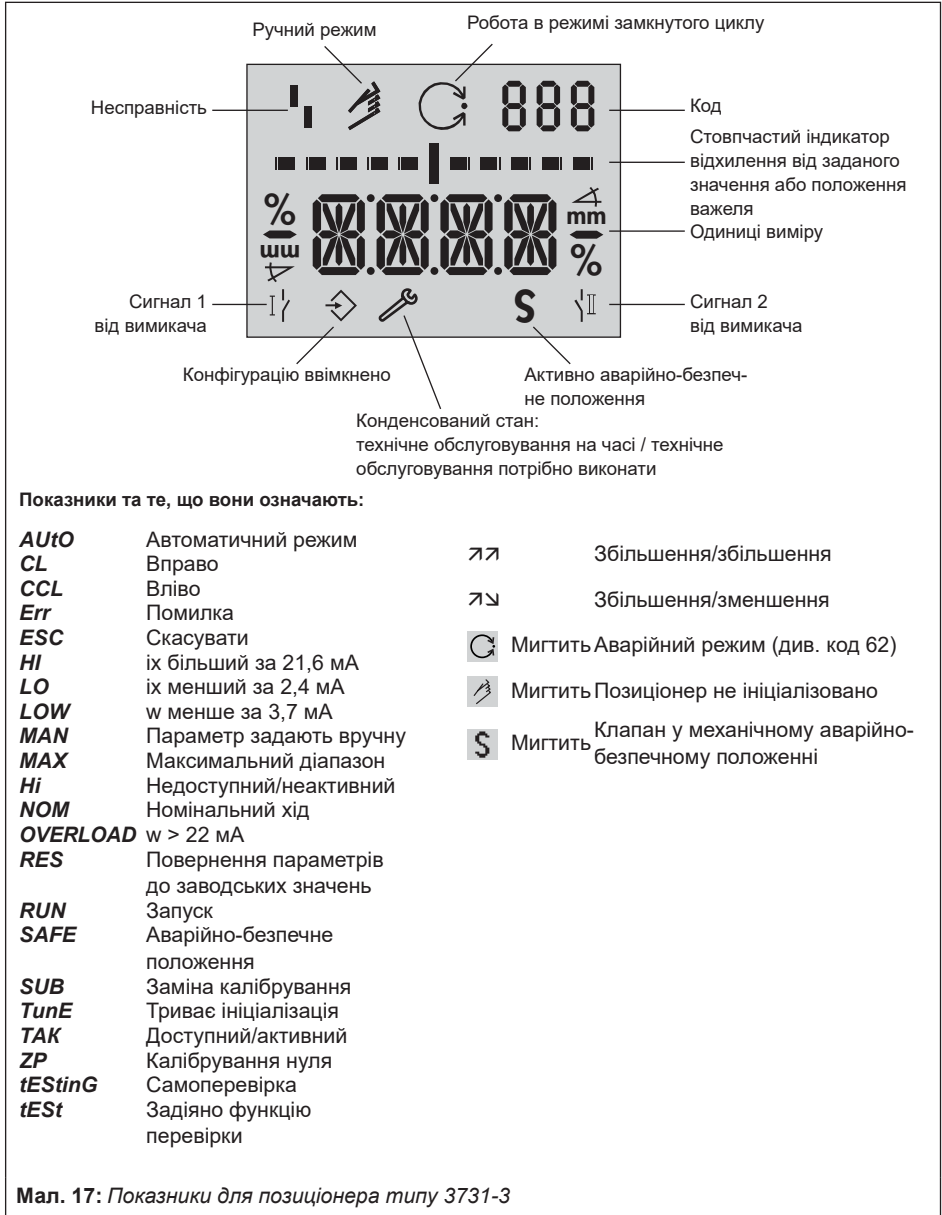 Ручний режим
Робота в режимі замкнутого циклу
Несправність
888
Код
Стовпчастий індикатор
відхилення від заданого
значення або положення
важеля
%
mm
mm
%
Одиниці виміру
S
Сигнал 1
від вимикача
Сигнал 2
від вимикача
Конфігурацію ввімкнено
Активно аварійно-безпеч-
не положення
Конденсований стан:
технічне обслуговування на часі / технічне
обслуговування потрібно виконати
Показники та те, що вони означають:
AUtO Автоматичний режим
CL Вправо
CCL Вліво
Err Помилка
ESC Скасувати
HI ix більший за 21,6 мА
LO ix менший за 2,4 мА
LOW w менше за 3,7 мА
MAN Параметр задають вручну
MAX Максимальний діапазон
Hi Недоступний/неактивний
NOM Номінальний хід
OVERLOAD w > 22 мА
RES Повернення параметрів
до заводських значень
RUN Запуск
SAFE Аварійно-безпечне
положення
SUB Заміна калібрування
TunE Триває ініціалізація
ТАК Доступний/активний
ZP Калібрування нуля
tEStinG Самоперевірка
tESt Задіяно функцію
перевірки
↗↗ Збільшення/збільшення
↗↘ Збільшення/зменшення
Мигтить Аварійний режим (див. код 62)
Мигтить Позиціонер не ініціалізовано
S Мигтить Клапан у механічному аварійно-
безпечному положенні
Мал. 17: Показники для позиціонера типу 3731-3